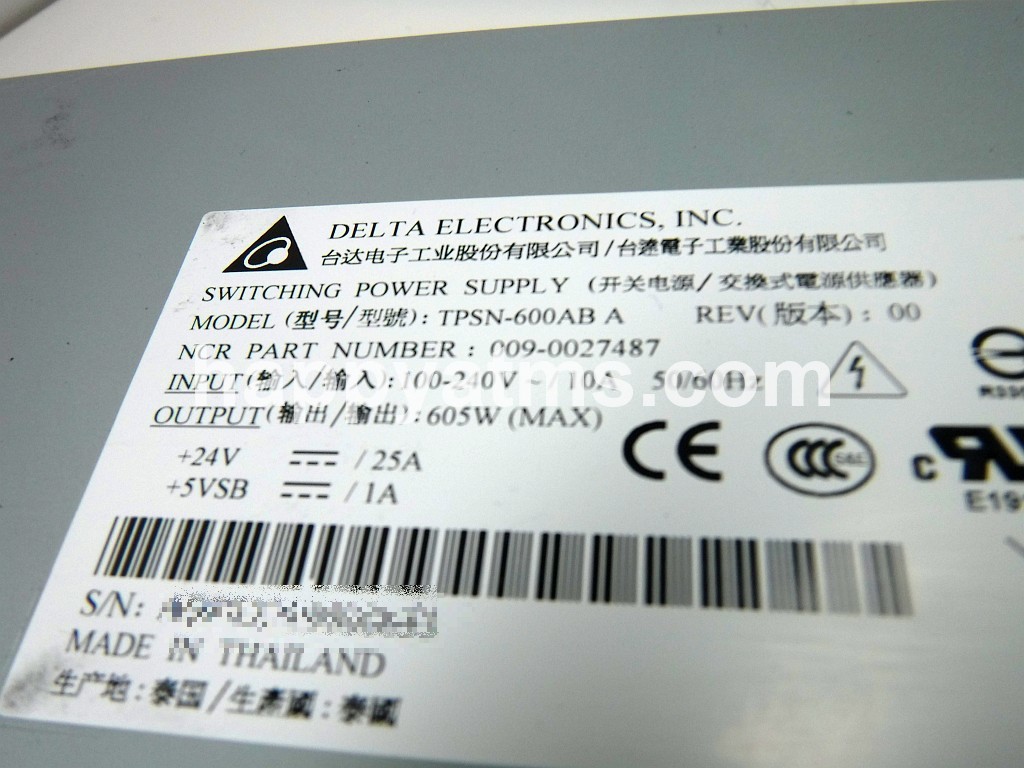 DELTA ELECTRONICS, INC.
台达电子工业股份有限公司/台達電子工業股份有限公司
SWITCHING POWER SUPPLY (开关电源/交換式電源供應器)
MODEL (型号/型號): TPSN-600AB A REV(版本): 00
NCR PART NUMBER: 009-0027487
INPUT(输入/輸入): 100-240V ~ 10A 50/60Hz
happyatms.com
OUTPUT(输出/輸出): 605W (MAX)
+24V ⎓ / 25A
+5VSB ⎓ / 1A
CE
CCC
S&E
S/N:
MADE IN THAILAND
生产地: 泰国/生產國: 泰國